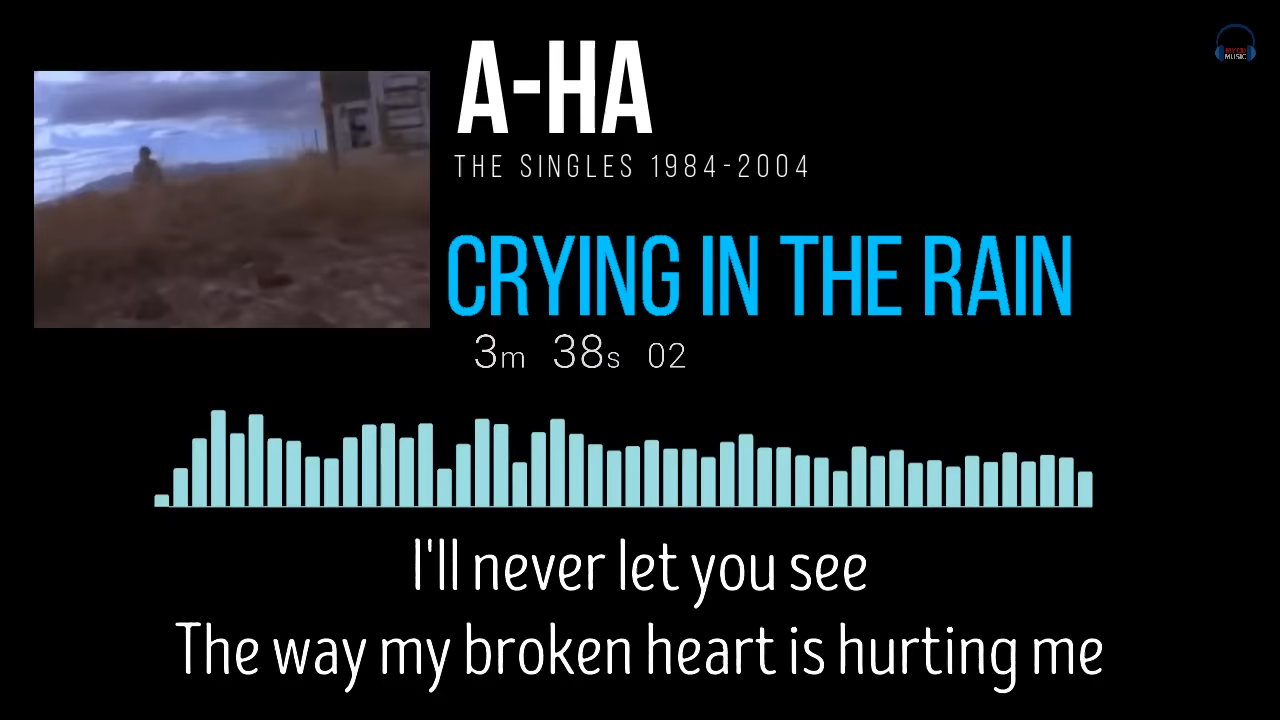 A-HA
THE SINGLES 1984-2004
CRYING IN THE RAIN
3m 38s 02
I'll never let you see
The way my broken heart is hurting me
MUSIC